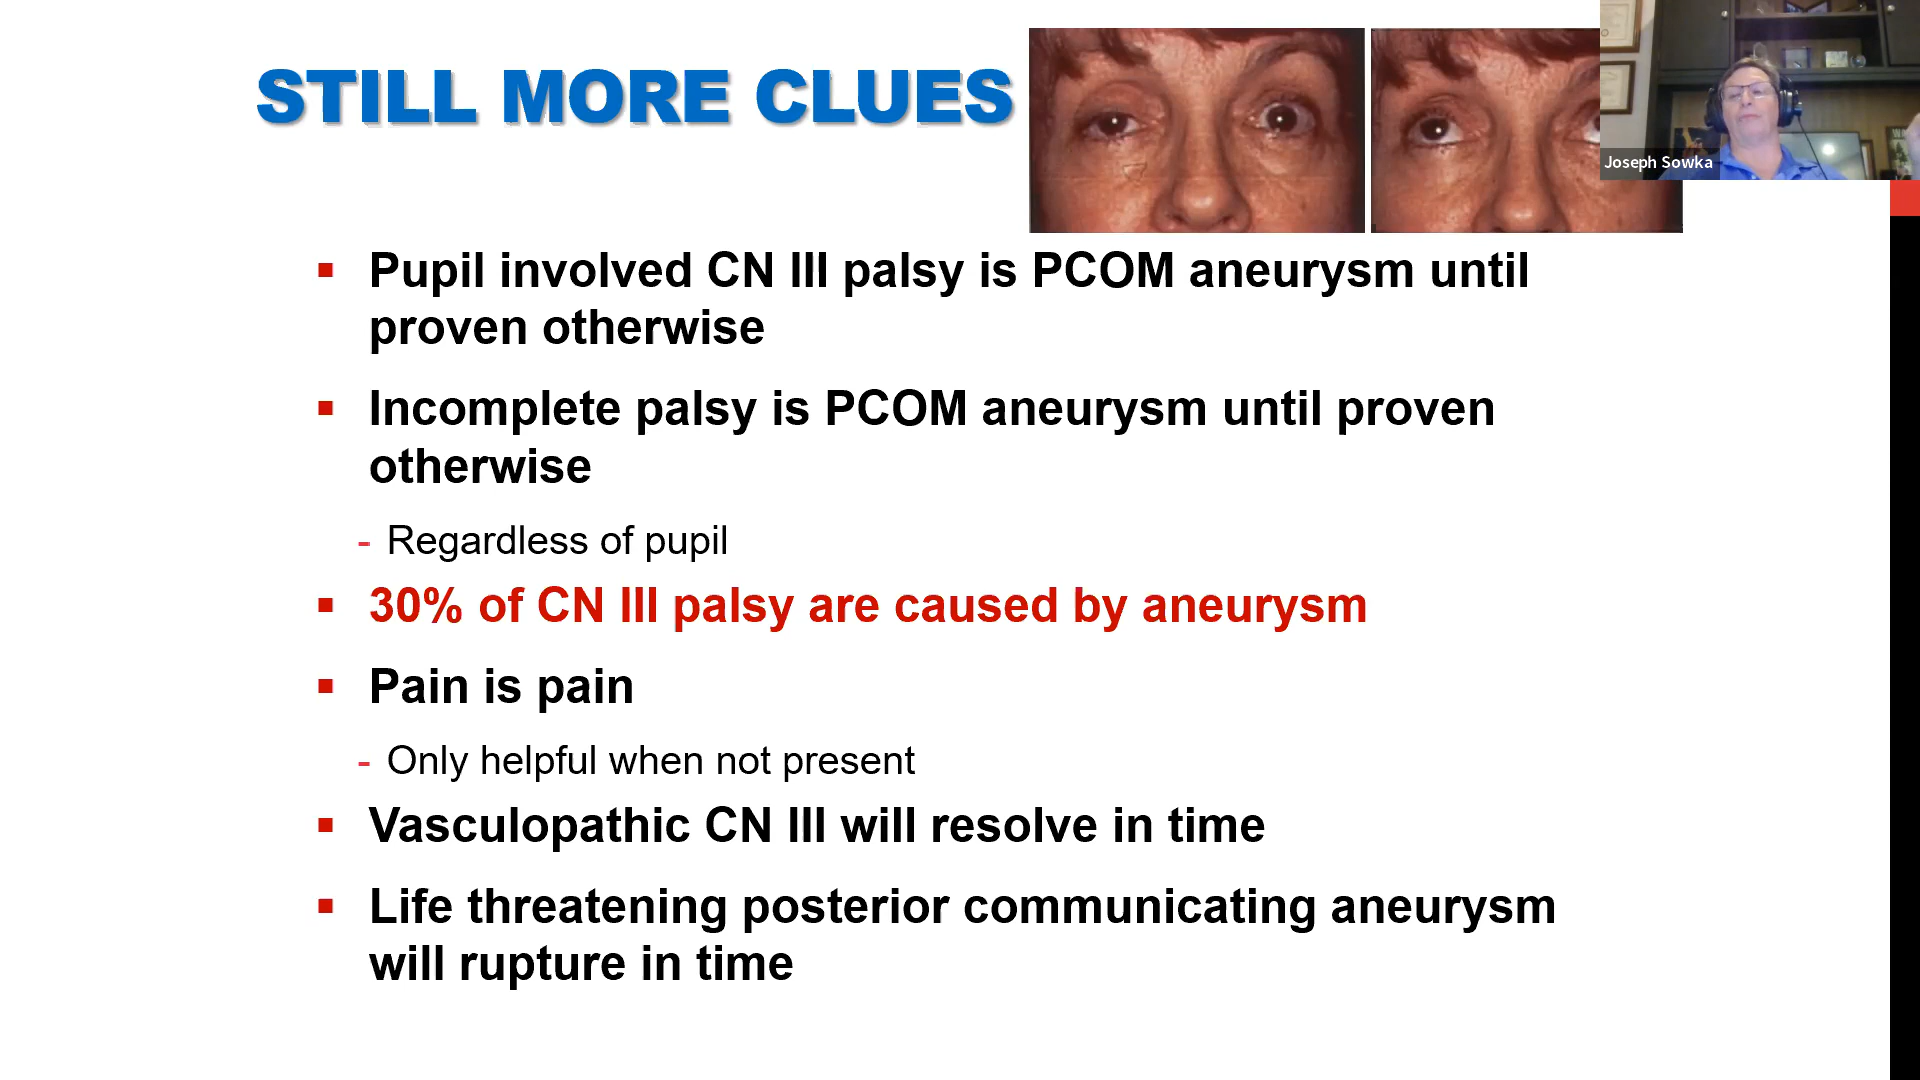 STILL MORE CLUES
Joseph Sowka
▪ Pupil involved CN III palsy is PCOM aneurysm until
proven otherwise
▪ Incomplete palsy is PCOM aneurysm until proven
otherwise
- Regardless of pupil
▪ 30% of CN III palsy are caused by aneurysm
▪ Pain is pain
- Only helpful when not present
▪ Vasculopathic CN III will resolve in time
▪ Life threatening posterior communicating aneurysm
will rupture in time